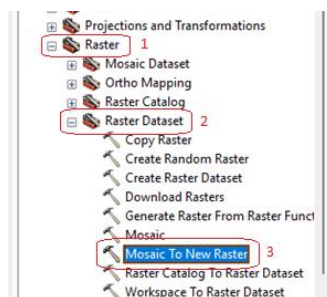 Projections and Transformations
Raster 1
Mosaic Dataset
Ortho Mapping
Raster Catalog
Raster Dataset 2
Copy Raster
Create Random Raster
Create Raster Dataset
Download Rasters
Generate Raster From Raster Funct
Mosaic
Mosaic To New Raster 3
Raster Catalog To Raster Dataset
Workspace To Raster Dataset